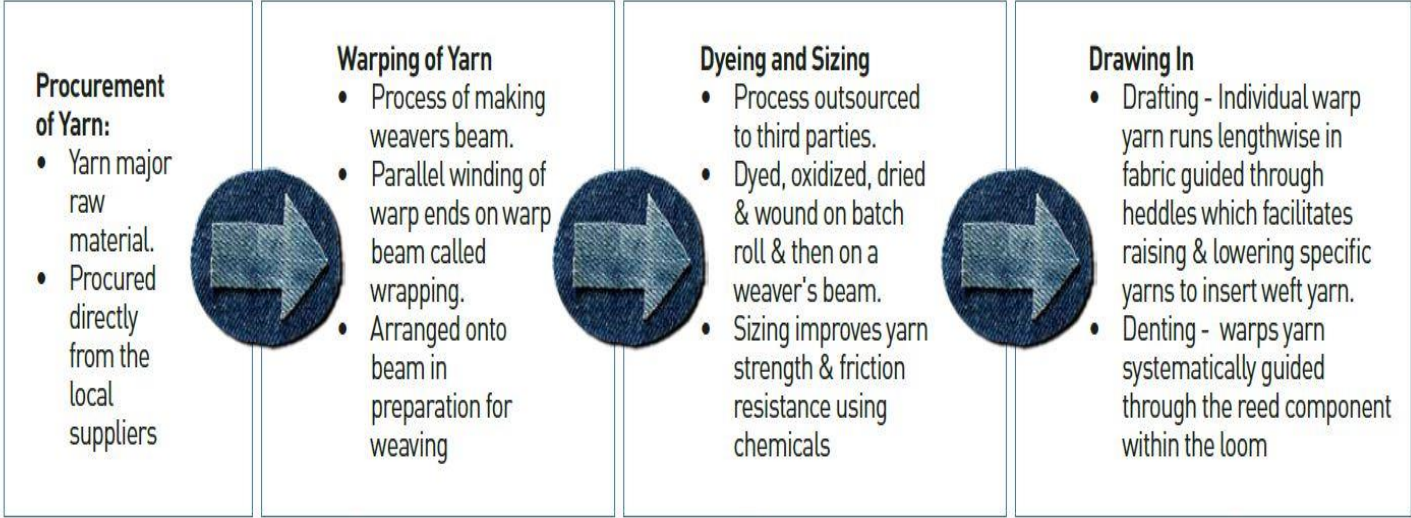 Procurement
of Yarn:
• Yarn major
raw
material.
• Procured
directly
from the
local
suppliers
Warping of Yarn
• Process of making
weavers beam.
• Parallel winding of
warp ends on warp
beam called
wrapping.
• Arranged onto
beam in
preparation for
weaving
Dyeing and Sizing
• Process outsourced
to third parties.
• Dyed, oxidized, dried
& wound on batch
roll & then on a
weaver's beam.
• Sizing improves yarn
strength & friction
resistance using
chemicals
Drawing In
• Drafting - Individual warp
yarn runs lengthwise in
fabric guided through
heddles which facilitates
raising & lowering specific
yarns to insert weft yarn.
• Denting - warps yarn
systematically guided
through the reed component
within the loom